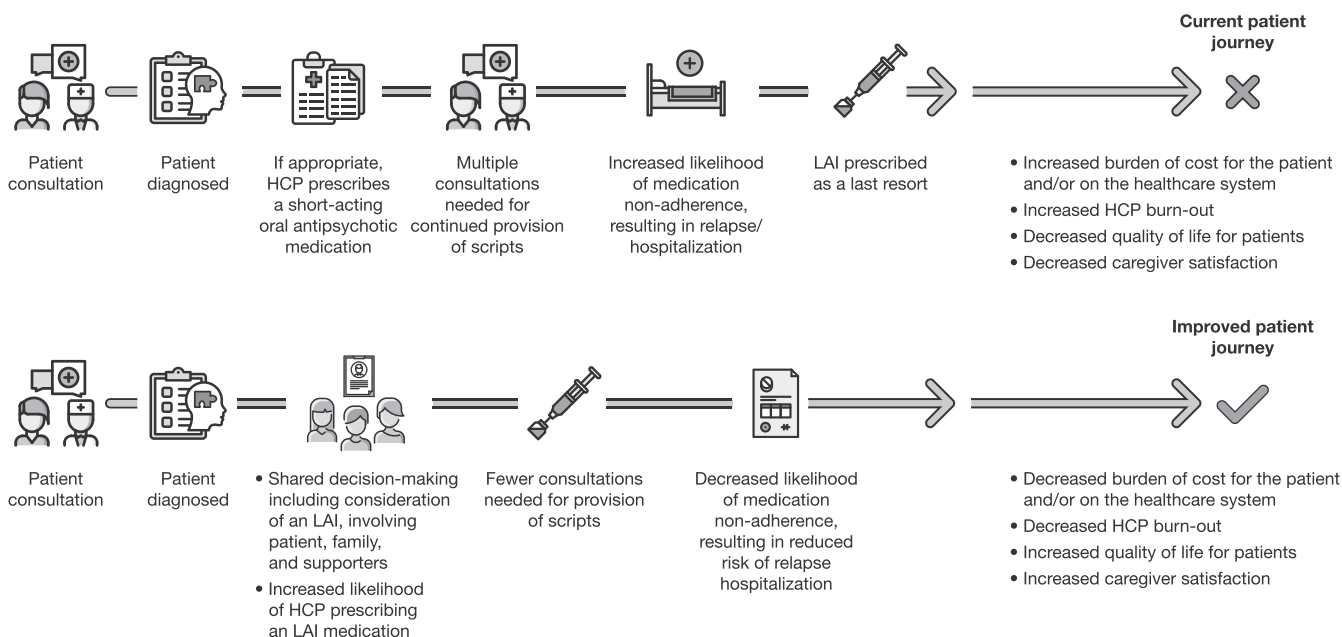 Current patient
journey
Patient
consultation
Patient
diagnosed
If appropriate,
HCP prescribes
a short-acting
oral antipsychotic
medication
Multiple
consultations
needed for
continued provision
of scripts
Increased likelihood
of medication
non-adherence,
resulting in relapse/
hospitalization
LAI prescribed
as a last resort
• Increased burden of cost for the patient
and/or on the healthcare system
• Increased HCP burn-out
• Decreased quality of life for patients
• Decreased caregiver satisfaction
Improved patient
journey
Patient
consultation
Patient
diagnosed
• Shared decision-making
including consideration
of an LAI, involving
patient, family,
and supporters
• Increased likelihood
of HCP prescribing
an LAI medication
Fewer consultations
needed for provision
of scripts
Decreased likelihood
of medication
non-adherence,
resulting in reduced
risk of relapse
hospitalization
• Decreased burden of cost for the patient
and/or on the healthcare system
• Decreased HCP burn-out
• Increased quality of life for patients
• Increased caregiver satisfaction